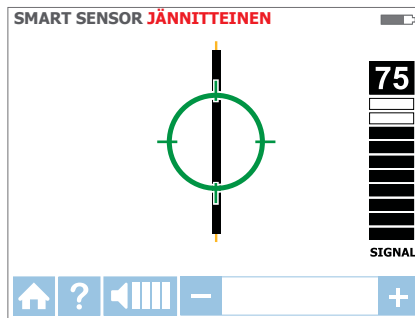 SMART SENSOR JÄNNITTEINEN
75
SIGNAL
? − +